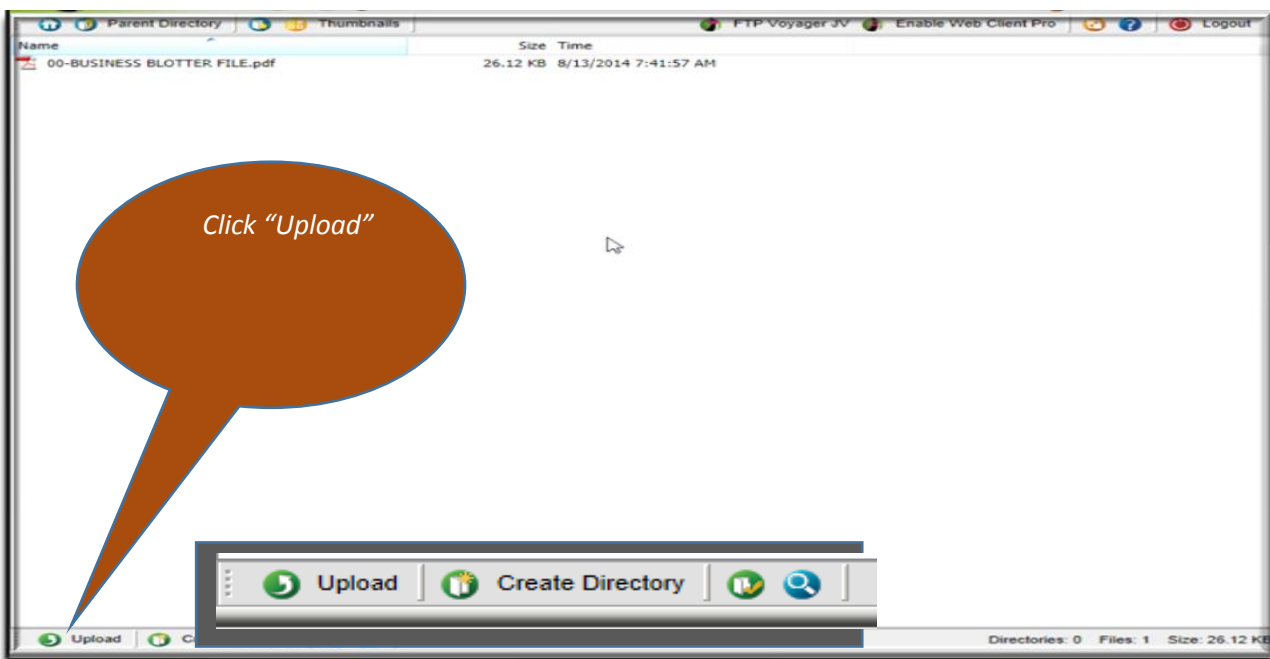 Parent Directory Thumbnails FTP Voyager JV Enable Web Client Pro Logout
Name Size Time
00-BUSINESS BLOTTER FILE.pdf 26.12 KB 8/13/2014 7:41:57 AM
Click “Upload”
Upload Create Directory
Upload C Directories: 0 Files: 1 Size: 26.12 KB